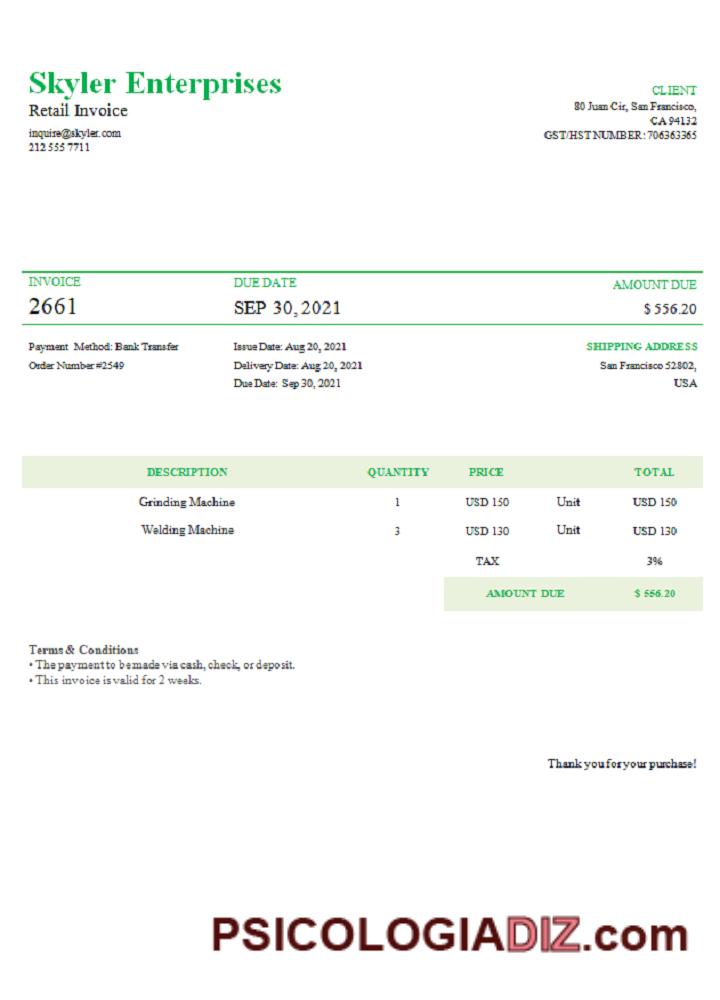 Skyler Enterprises
Retail Invoice
inquire@skyler.com
212 555 7711
CLIENT
80 Juan Cir, San Francisco,
CA 94132
GST/HST NUMBER: 706363365
INVOICE
2661
DUE DATE
SEP 30, 2021
AMOUNT DUE
$ 556.20
Payment Method: Bank Transfer
Order Number #2549
Issue Date: Aug 20, 2021
Delivery Date: Aug 20, 2021
Due Date: Sep 30, 2021
SHIPPING ADDRESS
San Francisco 52802,
USA
DESCRIPTION QUANTITY PRICE TOTAL
Grinding Machine 1 USD 150 Unit USD 150
Welding Machine 3 USD 130 Unit USD 130
TAX 3%
AMOUNT DUE $ 556.20
Terms & Conditions
• The payment to be made via cash, check, or deposit.
• This invoice is valid for 2 weeks.
Thank you for your purchase!
PSICOLOGIADIZ.com